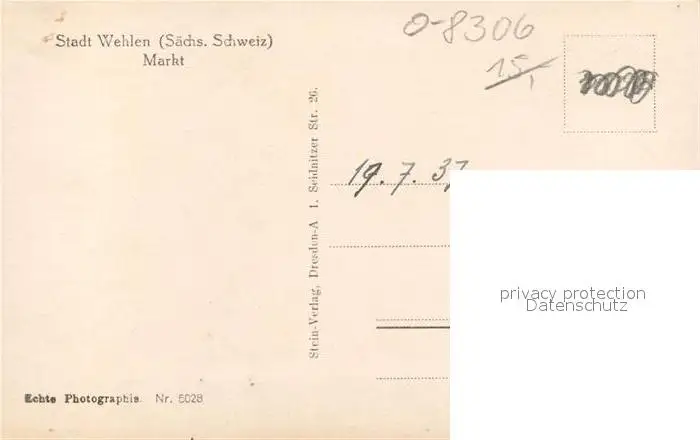 Stadt Wehlen (Sächs. Schweiz)
Markt
0-8306
15,
Stein-Verlag, Dresden-A 1. Seidnitzer Str. 26.
19. 7. 37
privacy protection
Datenschutz
Echte Photographie. Nr. 5028